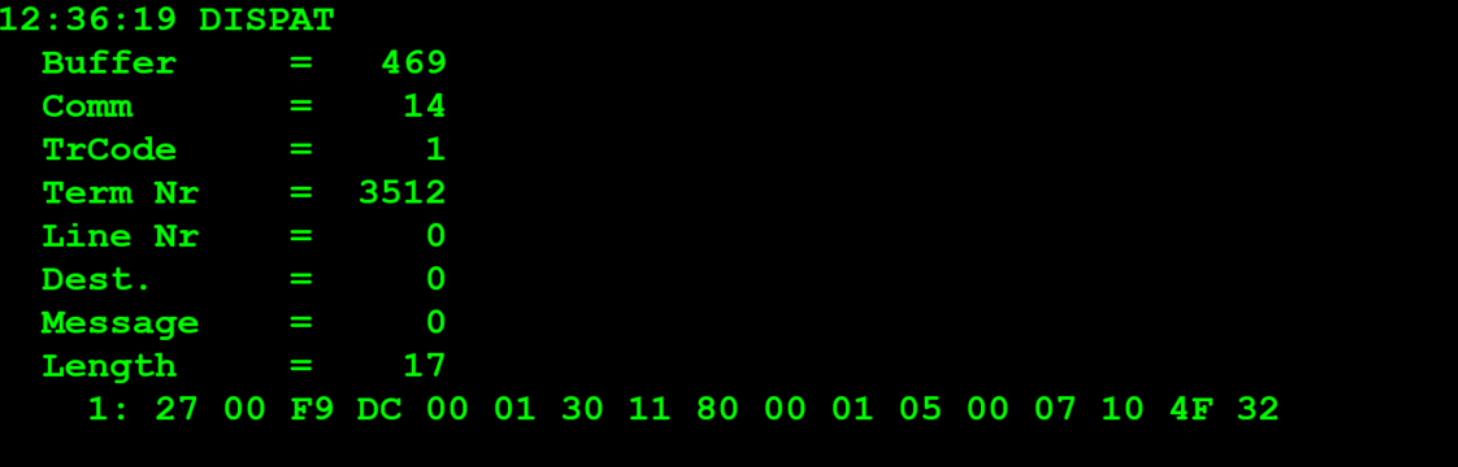 12:36:19 DISPAT
Buffer = 469
Comm = 14
TrCode = 1
Term Nr = 3512
Line Nr = 0
Dest. = 0
Message = 0
Length = 17
1: 27 00 F9 DC 00 01 30 11 80 00 01 05 00 07 10 4F 32